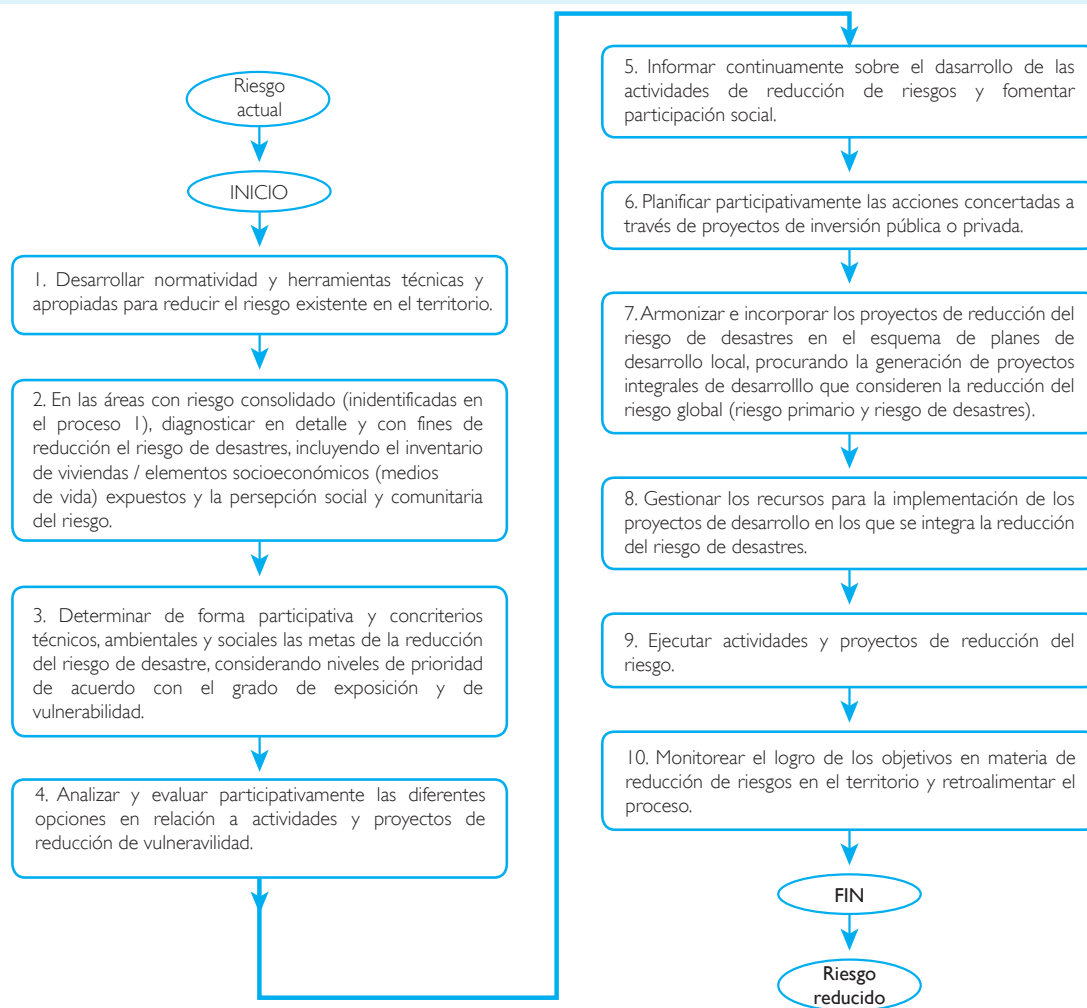 Riesgo
actual
INICIO
1. Desarrollar normatividad y herramientas técnicas y
apropiadas para reducir el riesgo existente en el territorio.
2. En las áreas con riesgo consolidado (inidentificadas en
el proceso 1), diagnosticar en detalle y con fines de
reducción el riesgo de desastres, incluyendo el inventario
de viviendas / elementos socioeconómicos (medios
de vida) expuestos y la persepción social y comunitaria
del riesgo.
3. Determinar de forma participativa y concriterios
técnicos, ambientales y sociales las metas de la reducción
del riesgo de desastre, considerando niveles de prioridad
de acuerdo con el grado de exposición y de
vulnerabilidad.
4. Analizar y evaluar participativamente las diferentes
opciones en relación a actividades y proyectos de
reducción de vulneravilidad.
5. Informar continuamente sobre el dasarrollo de las
actividades de reducción de riesgos y fomentar
participación social.
6. Planificar participativamente las acciones concertadas a
través de proyectos de inversión pública o privada.
7. Armonizar e incorporar los proyectos de reducción del
riesgo de desastres en el esquema de planes de
desarrollo local, procurando la generación de proyectos
integrales de desarrolllo que consideren la reducción del
riesgo global (riesgo primario y riesgo de desastres).
8. Gestionar los recursos para la implementación de los
proyectos de desarrollo en los que se integra la reducción
del riesgo de desastres.
9. Ejecutar actividades y proyectos de reducción del
riesgo.
10. Monitorear el logro de los objetivos en materia de
reducción de riesgos en el territorio y retroalimentar el
proceso.
FIN
Riesgo
reducido